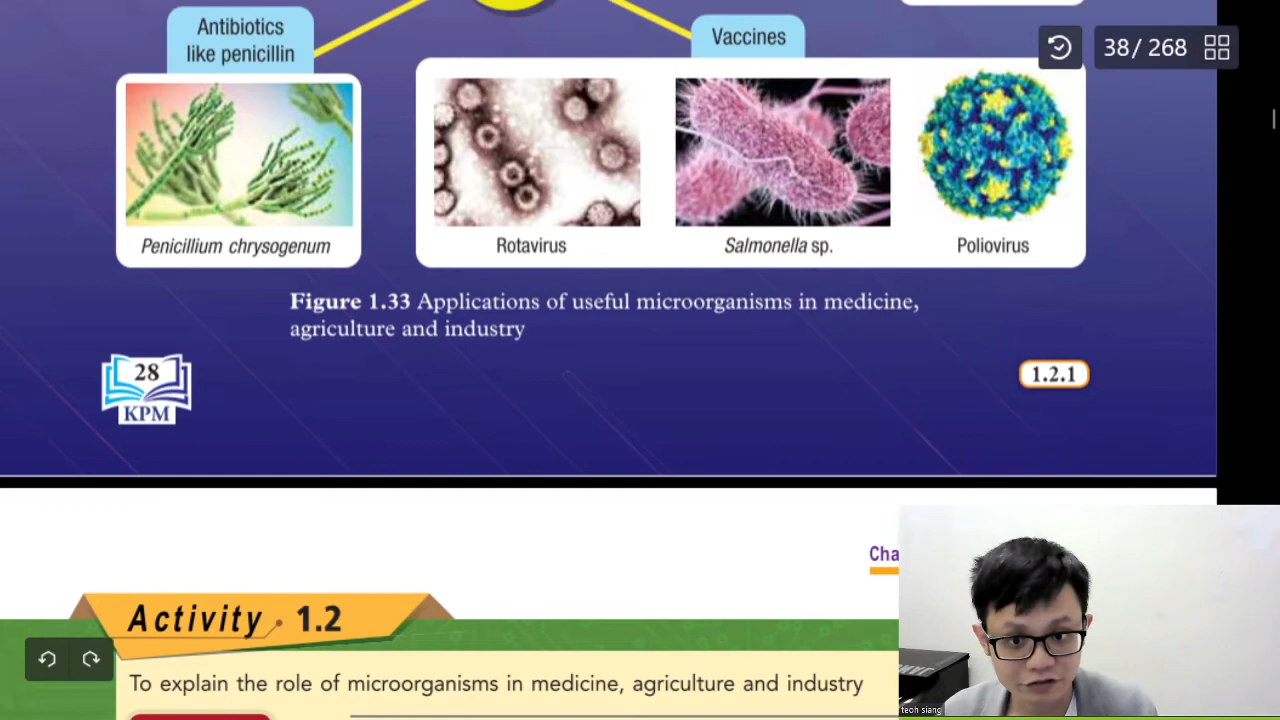 Antibiotics
like penicillin
Vaccines
38/ 268
Penicillium chrysogenum
Rotavirus
Salmonella sp.
Poliovirus
Figure 1.33 Applications of useful microorganisms in medicine,
agriculture and industry
28
KPM
1.2.1
Cha
Activity 1.2
To explain the role of microorganisms in medicine, agriculture and industry
teoh siang